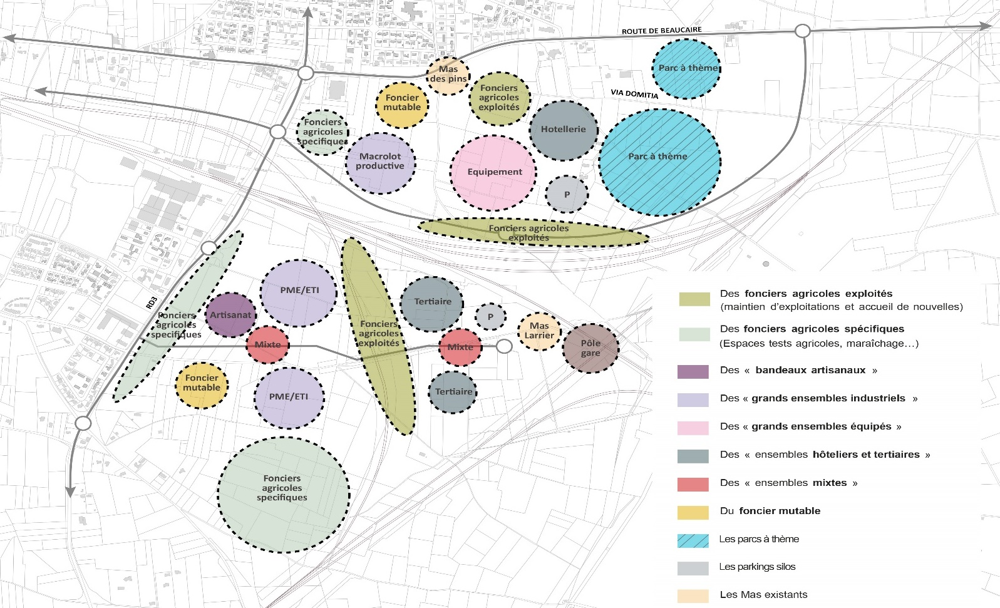 ROUTE DE BEAUCAIRE
Parc à thème
Mas
des pins
Fonciers
agricoles
exploités
Foncier
mutable
VIA DOMITIA
Fonciers
agricoles
specifiques
Hotellerie
Macrolot
productive
Equipement
Parc à thème
P
Fonciers agricoles
exploités
RD3
Fonciers
agricoles
specifiques
Artisanat
PME/ETI
Mixte
Fonciers
agricoles
exploités
Tertiaire
P
Mas
Larrier
Mixte
Pôle
gare
Foncier
mutable
PME/ETI
Tertiaire
Fonciers
agricoles
specifiques
Des fonciers agricoles exploités
(maintien d'exploitations et accueil de nouvelles)
Des fonciers agricoles spécifiques
(Espaces tests agricoles, maraîchage…)
Des « bandeaux artisanaux »
Des « grands ensembles industriels »
Des « grands ensembles équipés »
Des « ensembles hôteliers et tertiaires »
Des « ensembles mixtes »
Du foncier mutable
Les parcs à thème
Les parkings silos
Les Mas existants